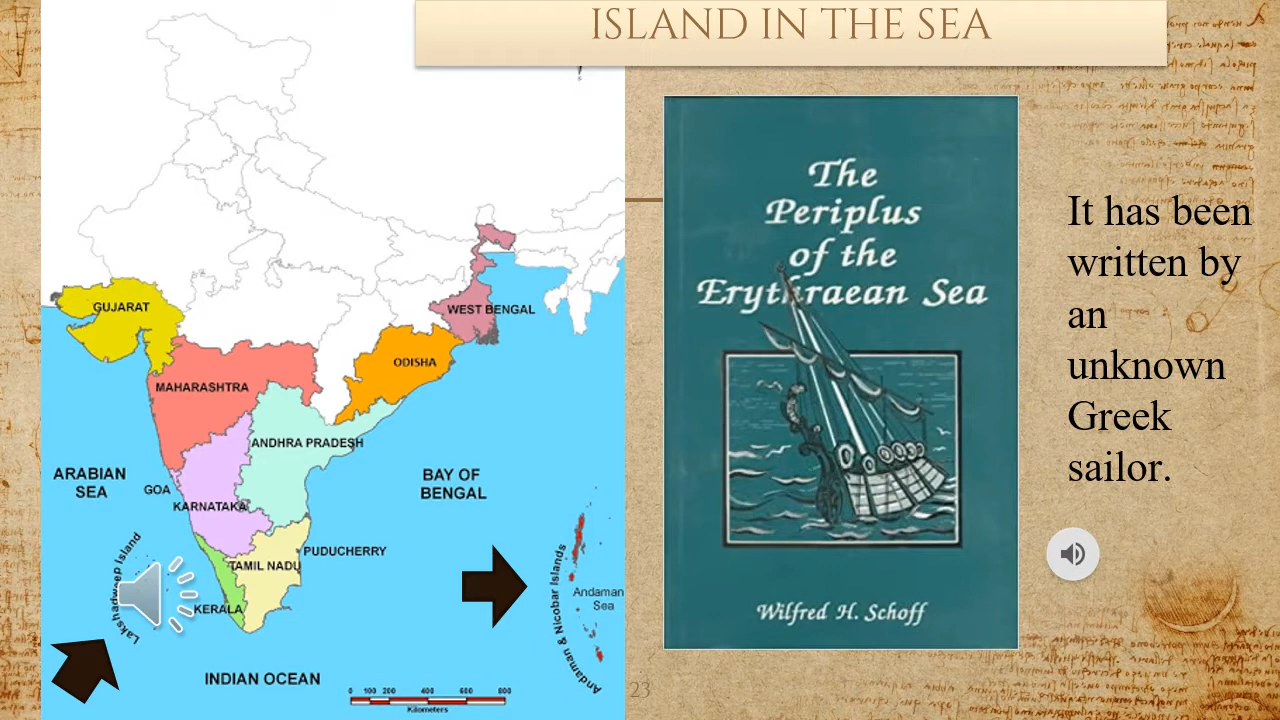 ISLAND IN THE SEA
GUJARAT
WEST BENGAL
ODISHA
MAHARASHTRA
ANDHRA PRADESH
ARABIAN
SEA
GOA
BAY OF
BENGAL
KARNATAKA
PUDUCHERRY
TAMIL NADU
KERALA
Lakshadweep Island
Andaman & Nicobar Islands
Andaman
Sea
INDIAN OCEAN
0 100 200 400 600 800
Kilometers
The
Periplus
of the
Erythraean Sea
Wilfred H. Schoff
It has been
written by
an
unknown
Greek
sailor.
23